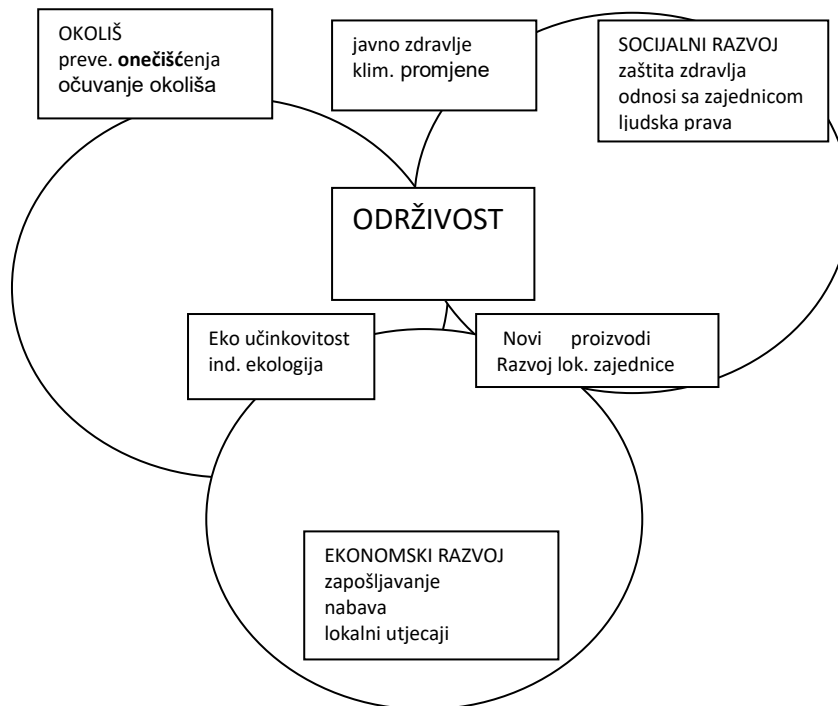 OKOLIŠ
preve. onečišćenja
očuvanje okoliša
javno zdravlje
klim. promjene
SOCIJALNI RAZVOJ
zaštita zdravlja
odnosi sa zajednicom
ljudska prava
ODRŽIVOST
Eko učinkovitost
ind. ekologija
Novi proizvodi
Razvoj lok. zajednice
EKONOMSKI RAZVOJ
zapošljavanje
nabava
lokalni utjecaji